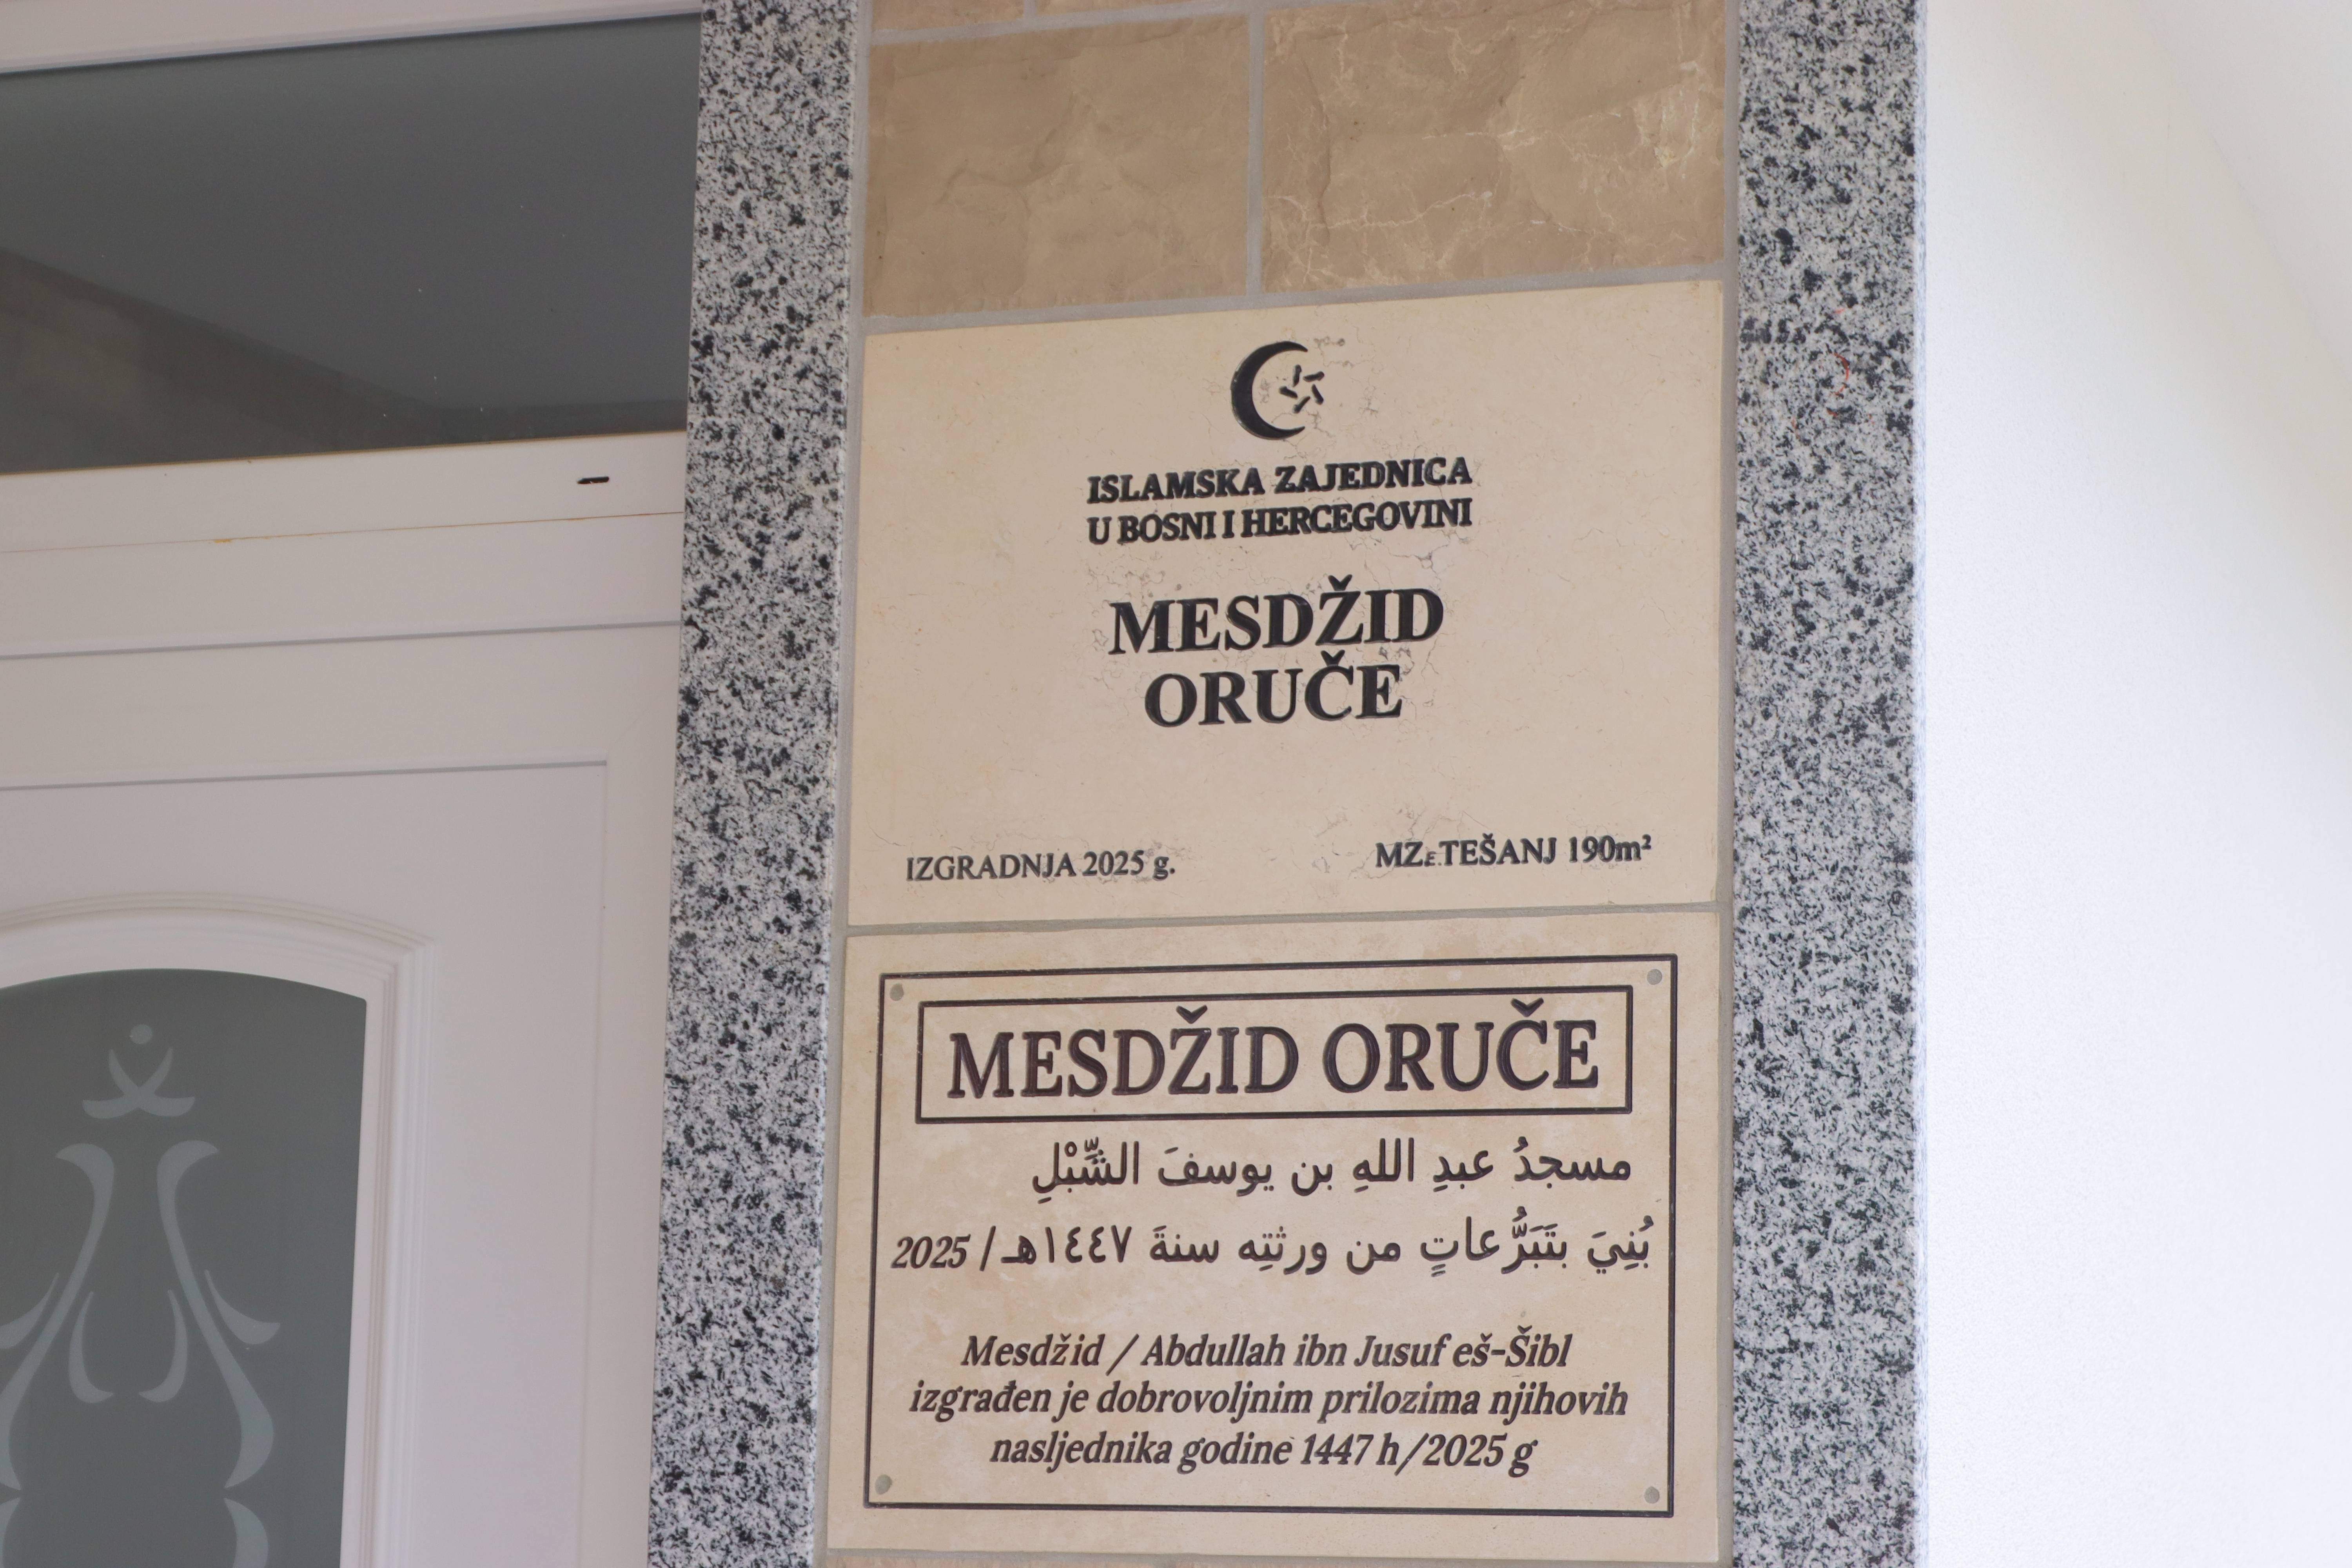 ISLAMSKA ZAJEDNICA
U BOSNI I HERCEGOVINI
MESDŽID
ORUČE
IZGRADNJA 2025 g.
MZE TEŠANJ 190m²
MESDŽID ORUČE
مسجدُ عبدِ اللهِ بن يوسفَ الشِّبْلِ
بُنِيَ بتَبَرُّعاتٍ من ورثتِه سنةَ ١٤٤٧هـ / 2025
Mesdžid / Abdullah ibn Jusuf eš-Šibl
izgrađen je dobrovoljnim prilozima njihovih
nasljednika godine 1447 h/2025 g